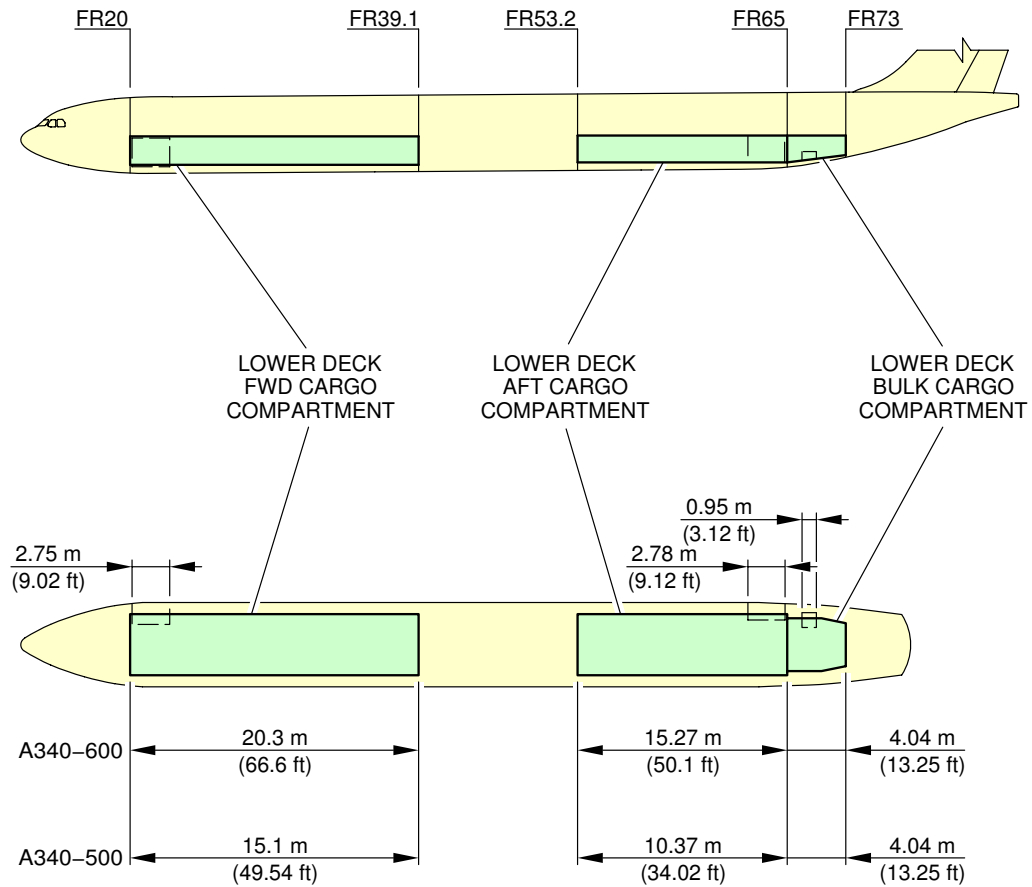 FR20
FR39.1
FR53.2
FR65
FR73
LOWER DECK
FWD CARGO
COMPARTMENT
LOWER DECK
AFT CARGO
COMPARTMENT
LOWER DECK
BULK CARGO
COMPARTMENT
0.95 m
(3.12 ft)
2.75 m
(9.02 ft)
2.78 m
(9.12 ft)
A340−600
20.3 m
(66.6 ft)
15.27 m
(50.1 ft)
4.04 m
(13.25 ft)
A340−500
15.1 m
(49.54 ft)
10.37 m
(34.02 ft)
4.04 m
(13.25 ft)